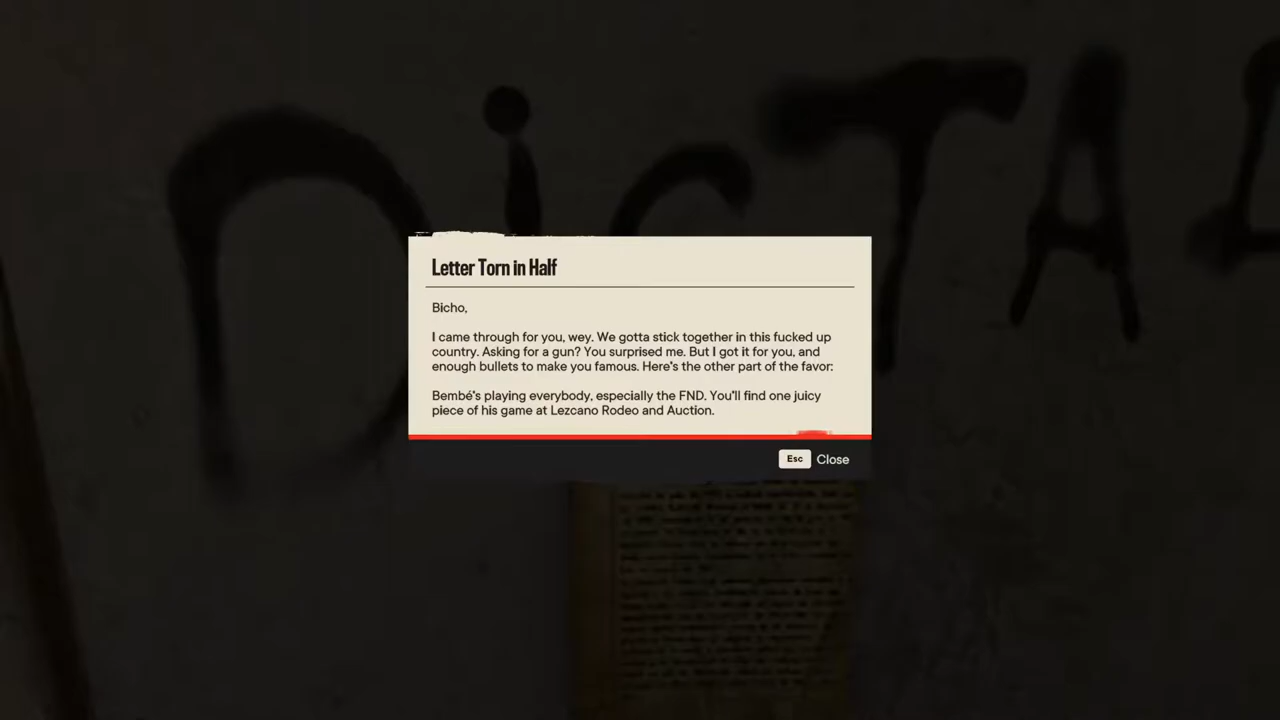 DiCTA
Letter Torn in Half
Bicho,
I came through for you, wey. We gotta stick together in this fucked up
country. Asking for a gun? You surprised me. But I got it for you, and
enough bullets to make you famous. Here's the other part of the favor:
Bembé's playing everybody, especially the FND. You'll find one juicy
piece of his game at Lezcano Rodeo and Auction.
Esc Close